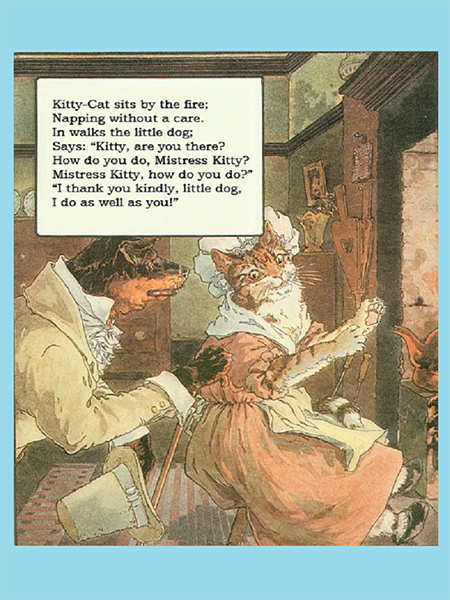 Kitty-Cat sits by the fire;
Napping without a care.
In walks the little dog;
Says: “Kitty, are you there?
How do you do, Mistress Kitty?
Mistress Kitty, how do you do?”
“I thank you kindly, little dog,
I do as well as you!”